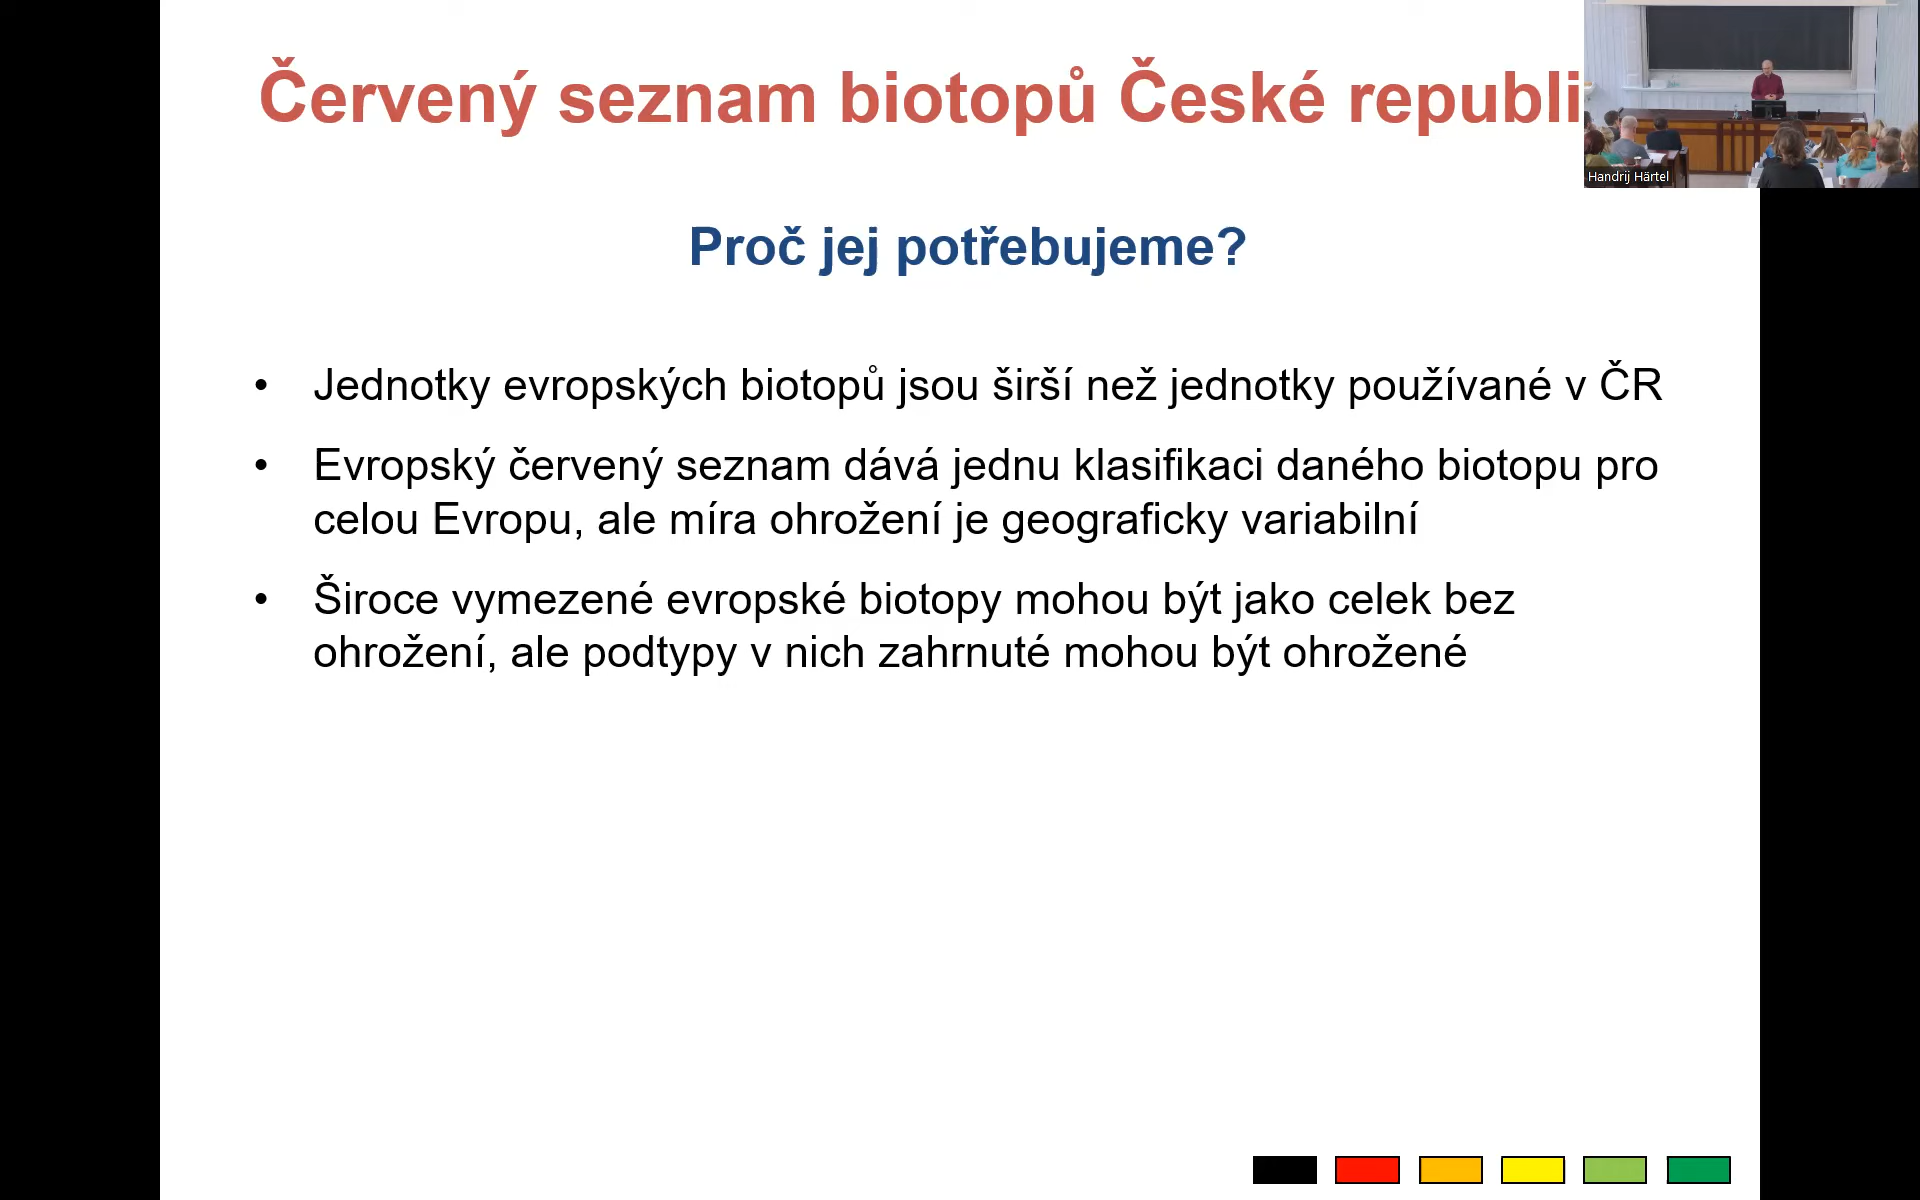 Červený seznam biotopů České republi
Handrij Härtel
Proč jej potřebujeme?
• Jednotky evropských biotopů jsou širší než jednotky používané v ČR
• Evropský červený seznam dává jednu klasifikaci daného biotopu pro
celou Evropu, ale míra ohrožení je geograficky variabilní
• Široce vymezené evropské biotopy mohou být jako celek bez
ohrožení, ale podtypy v nich zahrnuté mohou být ohrožené